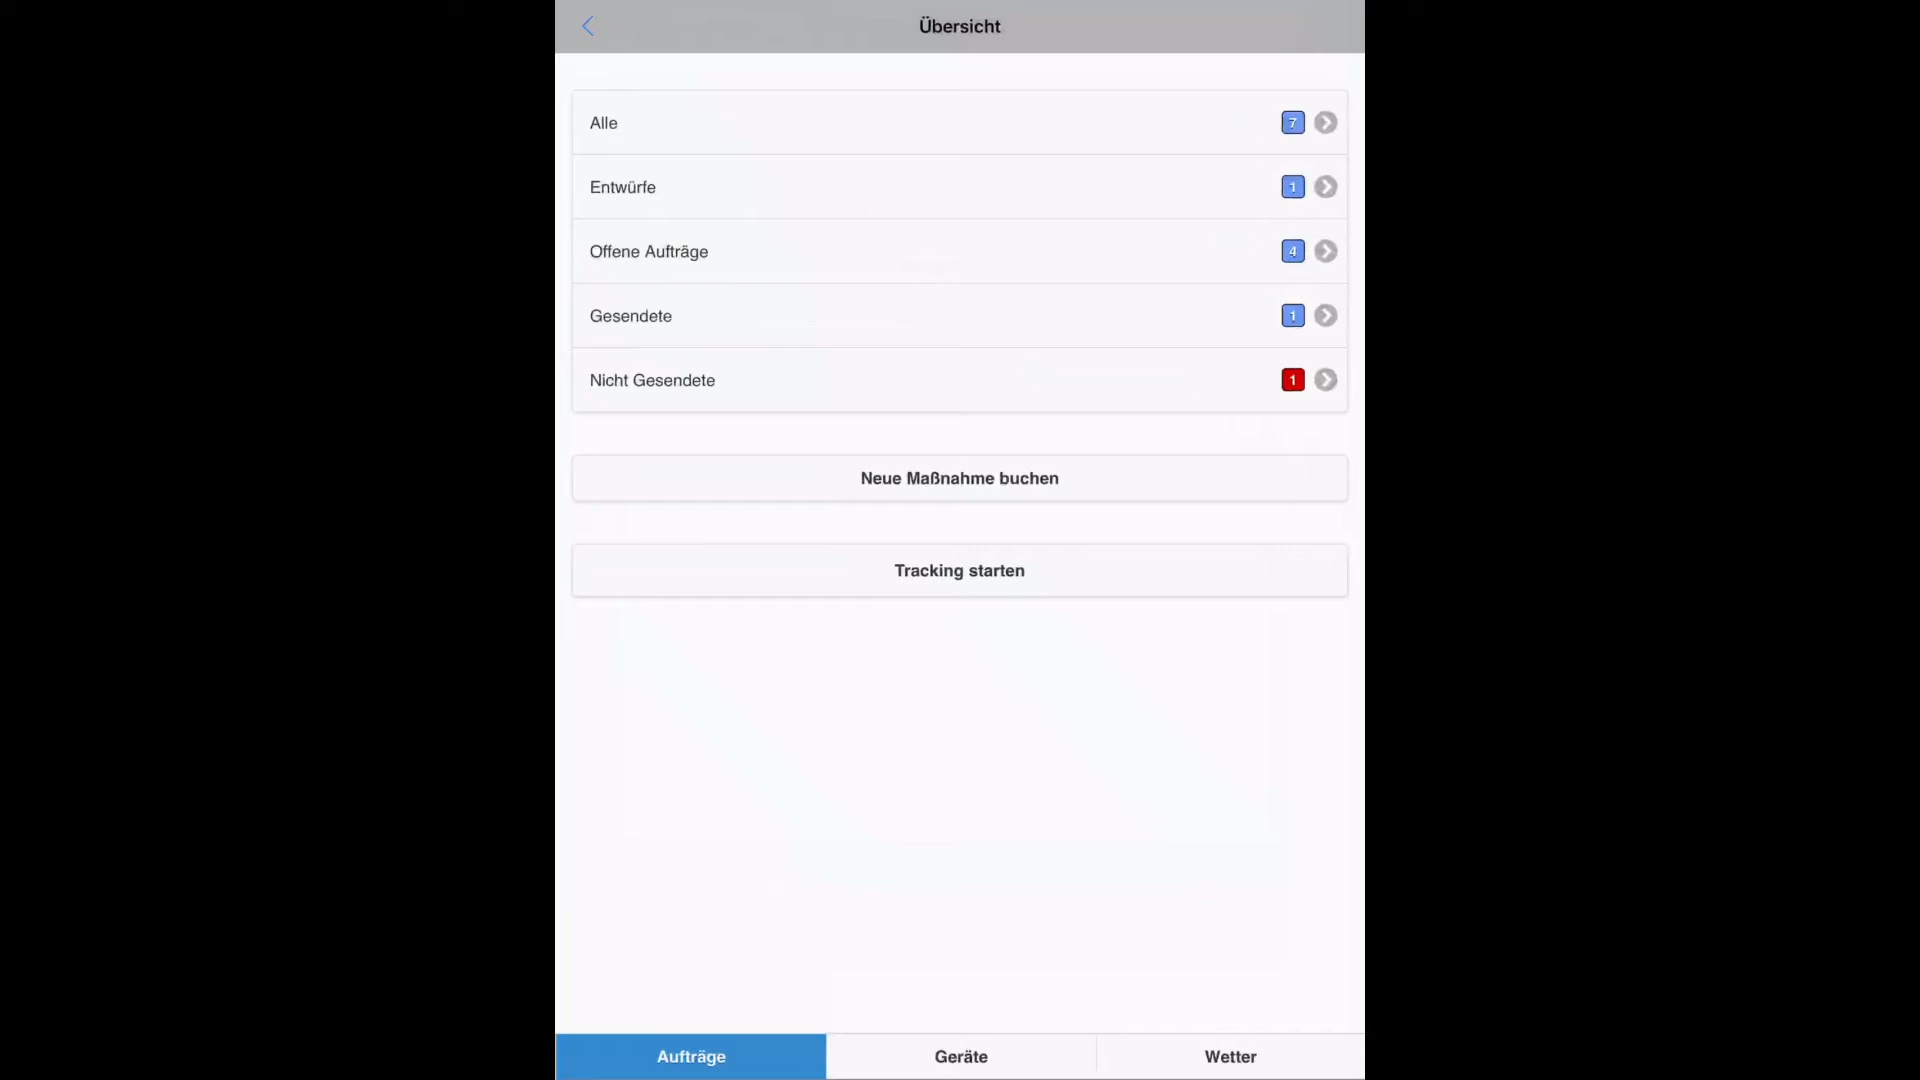 Übersicht
Alle 7
Entwürfe 1
Offene Aufträge 4
Gesendete 1
Nicht Gesendete 1
Neue Maßnahme buchen
Tracking starten
Aufträge Geräte Wetter